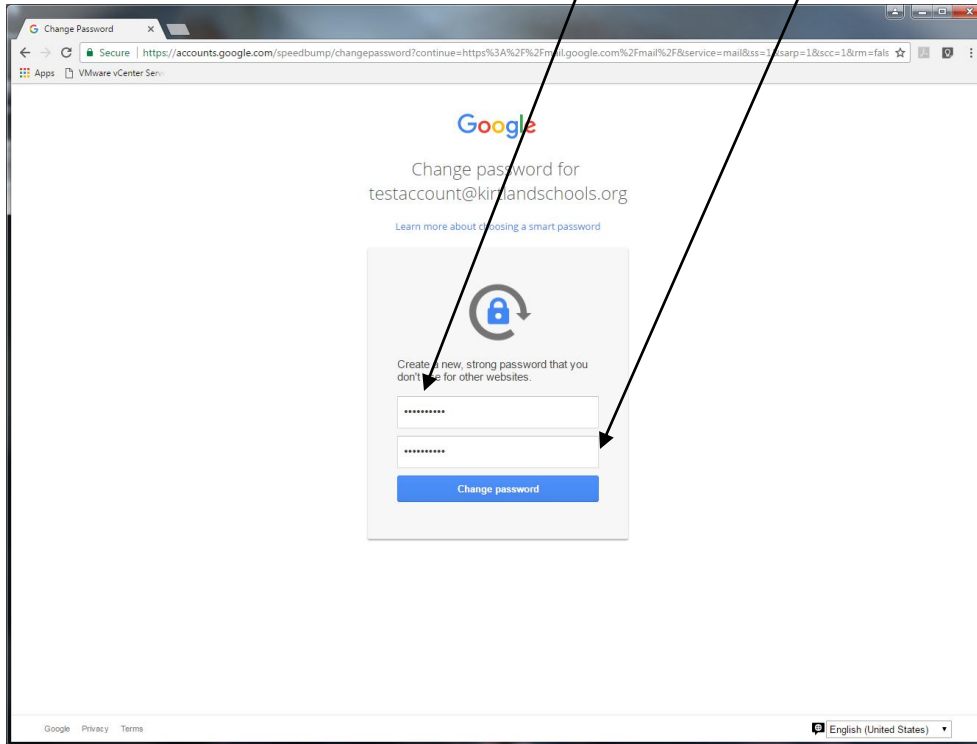 Change Password
Secure | https://accounts.google.com/speedbump/changepassword?continue=https%3A%2F%2Fmail.google.com%2Fmail%2F&service=mail&ss=1&sarp=1&scc=1&rm=fals
Apps VMware vCenter Serv
Google
Change password for
testaccount@kirtlandschools.org
Learn more about choosing a smart password
Create a new, strong password that you
don't use for other websites.
••••••••••
••••••••••
Change password
Google Privacy Terms
English (United States)